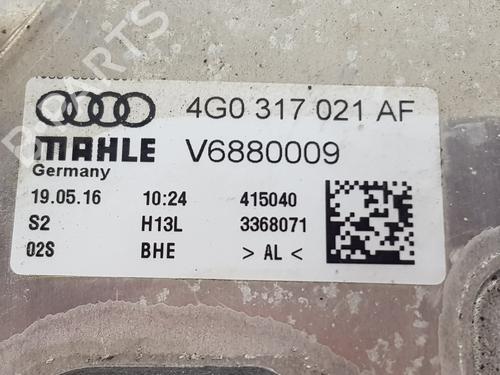 B-PARTS
4G0 317 021 AF
MAHLE V6880009
Germany
19.05.16 10:24 415040
S2 H13L 3368071
02S BHE > AL <